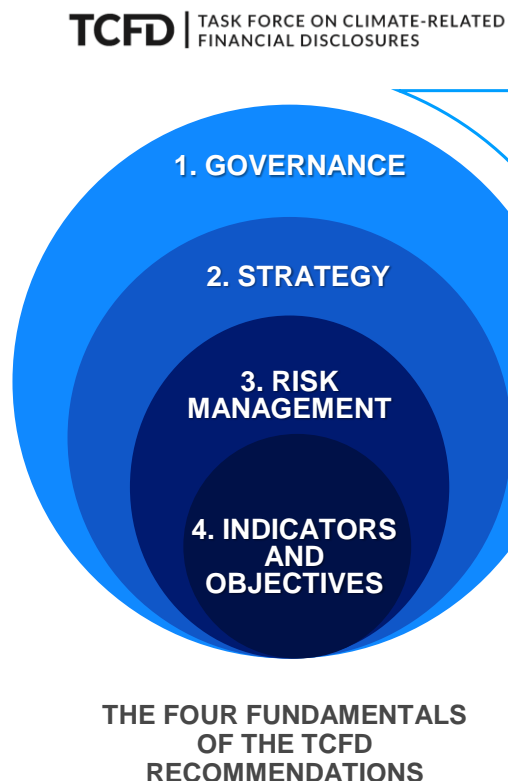 TCFD
TASK FORCE ON CLIMATE-RELATED
FINANCIAL DISCLOSURES
1. GOVERNANCE
2. STRATEGY
3. RISK
MANAGEMENT
4. INDICATORS
AND
OBJECTIVES
THE FOUR FUNDAMENTALS
OF THE TCFD
RECOMMENDATIONS